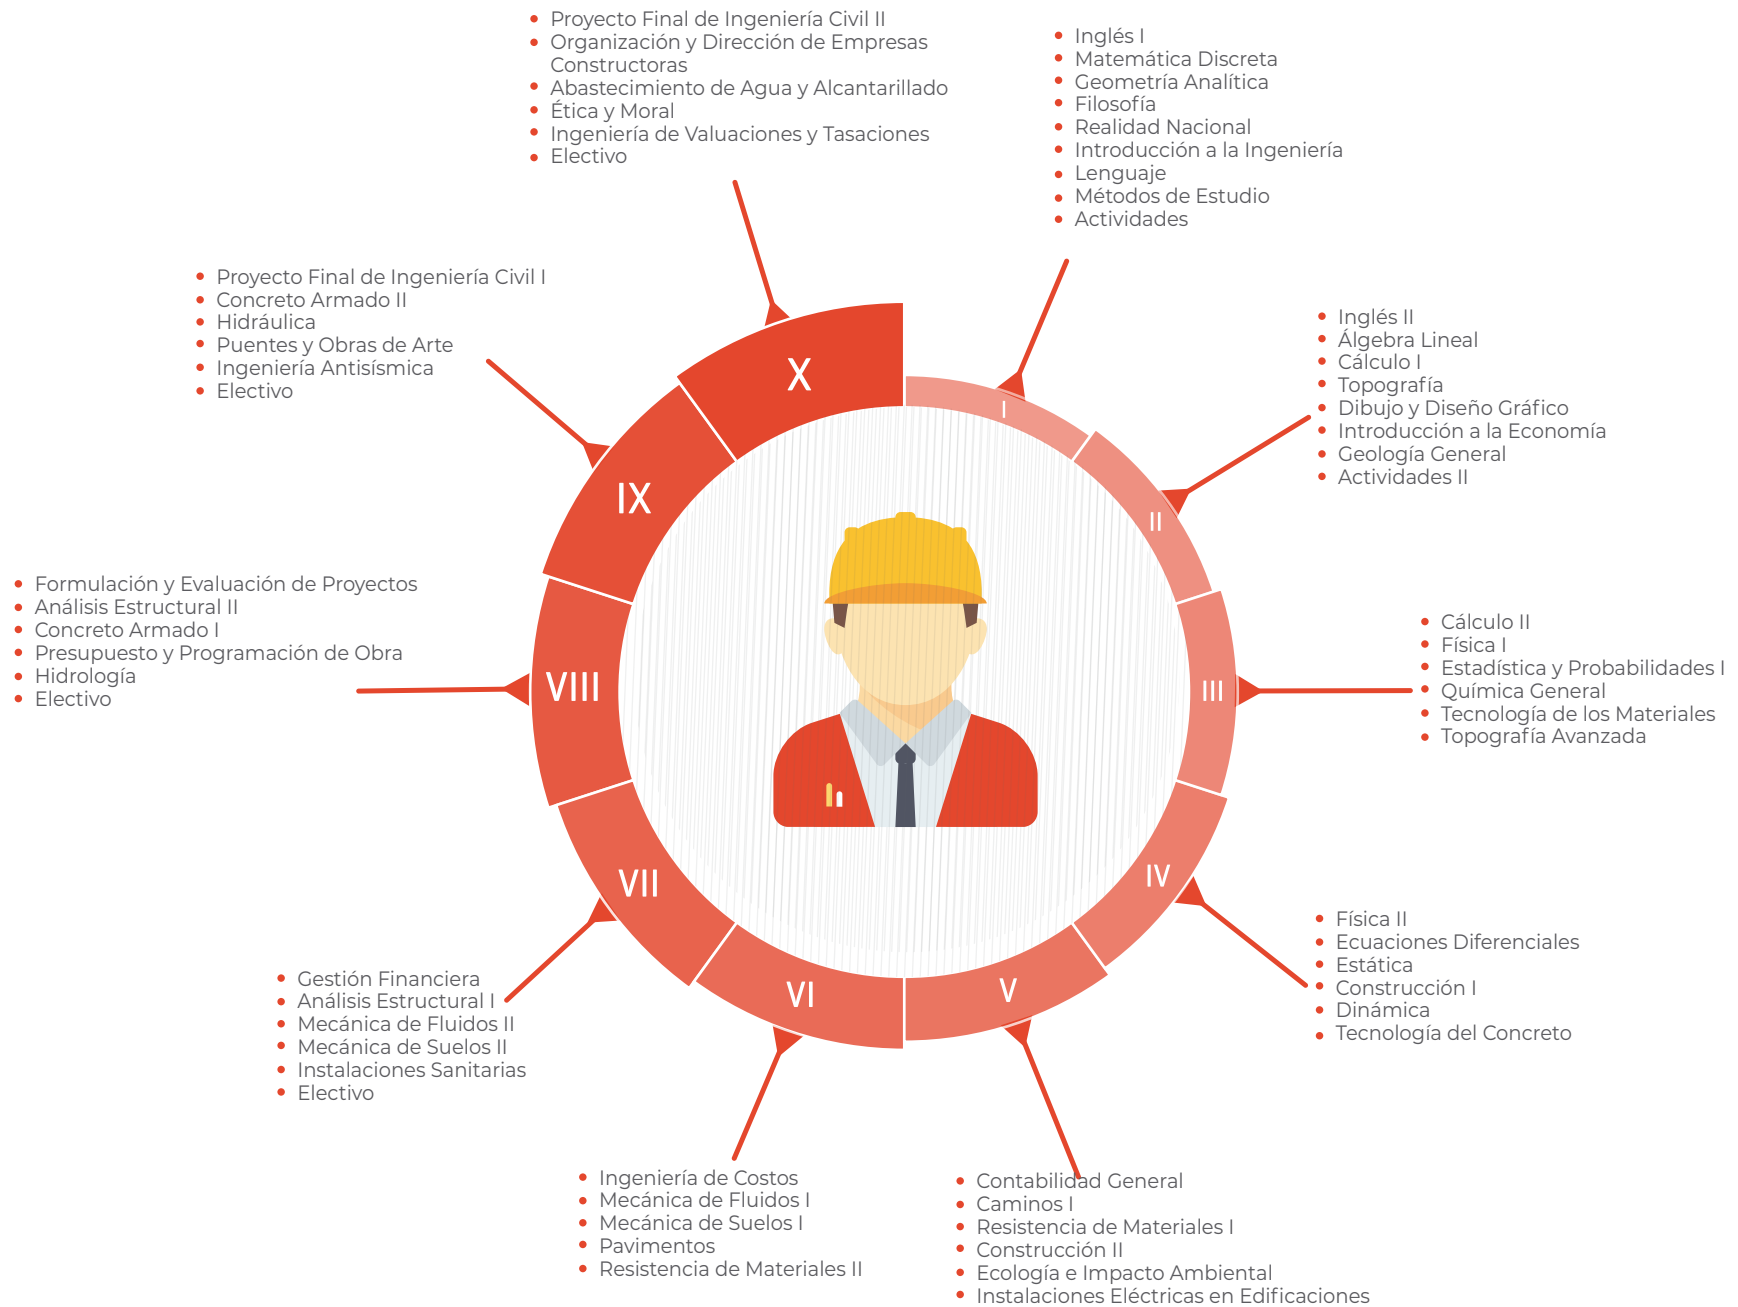 Proyecto Final de Ingeniería Civil II
Organización y Dirección de Empresas
Constructoras
Abastecimiento de Agua y Alcantarillado
Ética y Moral
Ingeniería de Valuaciones y Tasaciones
Electivo
Inglés I
Matemática Discreta
Geometría Analítica
Filosofía
Realidad Nacional
Introducción a la Ingeniería
Lenguaje
Métodos de Estudio
Actividades
Proyecto Final de Ingeniería Civil I
Concreto Armado II
Hidráulica
Puentes y Obras de Arte
Ingeniería Antisísmica
Electivo
Inglés II
Álgebra Lineal
Cálculo I
Topografía
Dibujo y Diseño Gráfico
Introducción a la Economía
Geología General
Actividades II
X
I
IX
II
Formulación y Evaluación de Proyectos
Análisis Estructural II
Concreto Armado I
Presupuesto y Programación de Obra
Hidrología
Electivo
VIII
III
Cálculo II
Física I
Estadística y Probabilidades I
Química General
Tecnología de los Materiales
Topografía Avanzada
VII
IV
VI
V
Física II
Ecuaciones Diferenciales
Estática
Construcción I
Dinámica
Tecnología del Concreto
Gestión Financiera
Análisis Estructural I
Mecánica de Fluidos II
Mecánica de Suelos II
Instalaciones Sanitarias
Electivo
Ingeniería de Costos
Mecánica de Fluidos I
Mecánica de Suelos I
Pavimentos
Resistencia de Materiales II
Contabilidad General
Caminos I
Resistencia de Materiales I
Construcción II
Ecología e Impacto Ambiental
Instalaciones Eléctricas en Edificaciones